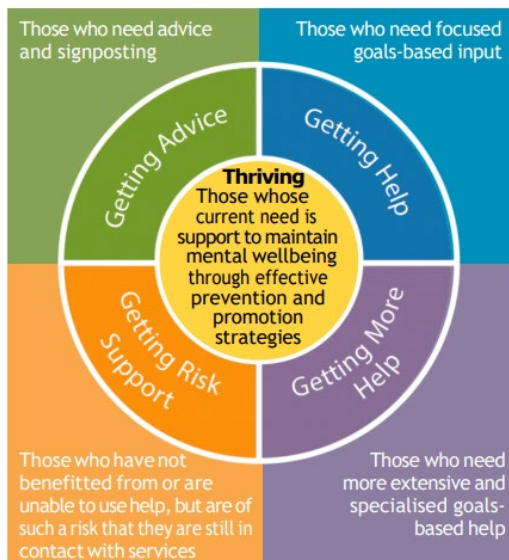 Those who need advice
and signposting
Those who need focused
goals-based input
Getting Advice
Getting Help
Thriving
Those whose
current need is
support to maintain
mental wellbeing
through effective
prevention and
promotion
strategies
Getting Risk
Support
Getting More
Help
Those who have not
benefitted from or are
unable to use help, but are of
such a risk that they are still in
contact with services
Those who need
more extensive and
specialised goals-
based help